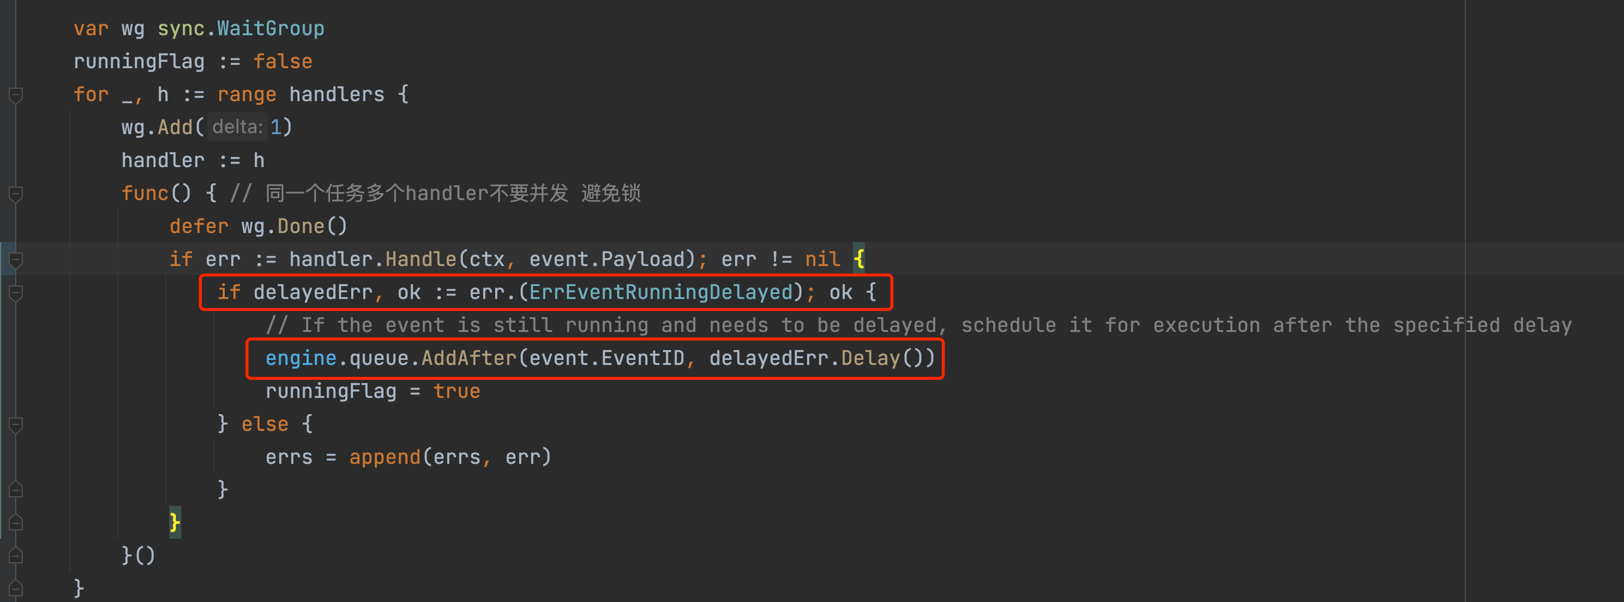 var wg sync.WaitGroup
runningFlag := false
for _, h := range handlers {
wg.Add( delta: 1)
handler := h
func() { // 同一个任务多个handler不要并发 避免锁
defer wg.Done()
if err := handler.Handle(ctx, event.Payload); err != nil {
if delayedErr, ok := err.(ErrEventRunningDelayed); ok {
// If the event is still running and needs to be delayed, schedule it for execution after the specified delay
engine.queue.AddAfter(event.EventID, delayedErr.Delay())
runningFlag = true
} else {
errs = append(errs, err)
}
}
}()
}